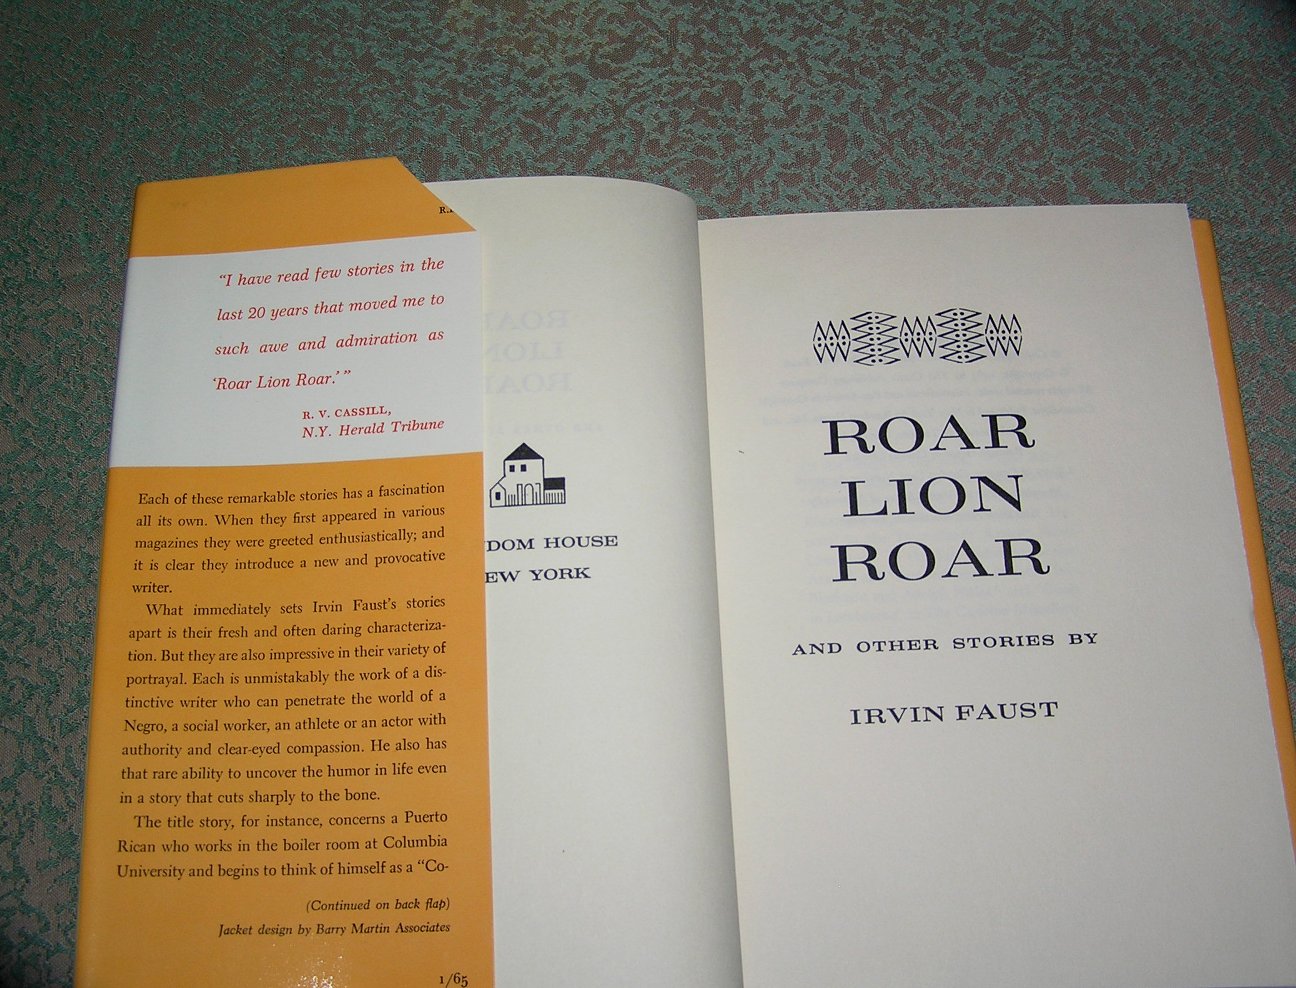 "I have read few stories in the
last 20 years that moved me to
such awe and admiration as
'Roar Lion Roar.'"
R. V. CASSILL,
N.Y. Herald Tribune
Each of these remarkable stories has a fascination
all its own. When they first appeared in various
magazines they were greeted enthusiastically; and
it is clear they introduce a new and provocative
writer.
What immediately sets Irvin Faust's stories
apart is their fresh and often daring characteriza-
tion. But they are also impressive in their variety of
portrayal. Each is unmistakably the work of a dis-
tinctive writer who can penetrate the world of a
Negro, a social worker, an athlete or an actor with
authority and clear-eyed compassion. He also has
that rare ability to uncover the humor in life even
in a story that cuts sharply to the bone.
The title story, for instance, concerns a Puerto
Rican who works in the boiler room at Columbia
University and begins to think of himself as a "Co-
(Continued on back flap)
Jacket design by Barry Martin Associates
1/65
DOM HOUSE
EW YORK
ROAR
LION
ROAR
AND OTHER STORIES BY
IRVIN FAUST